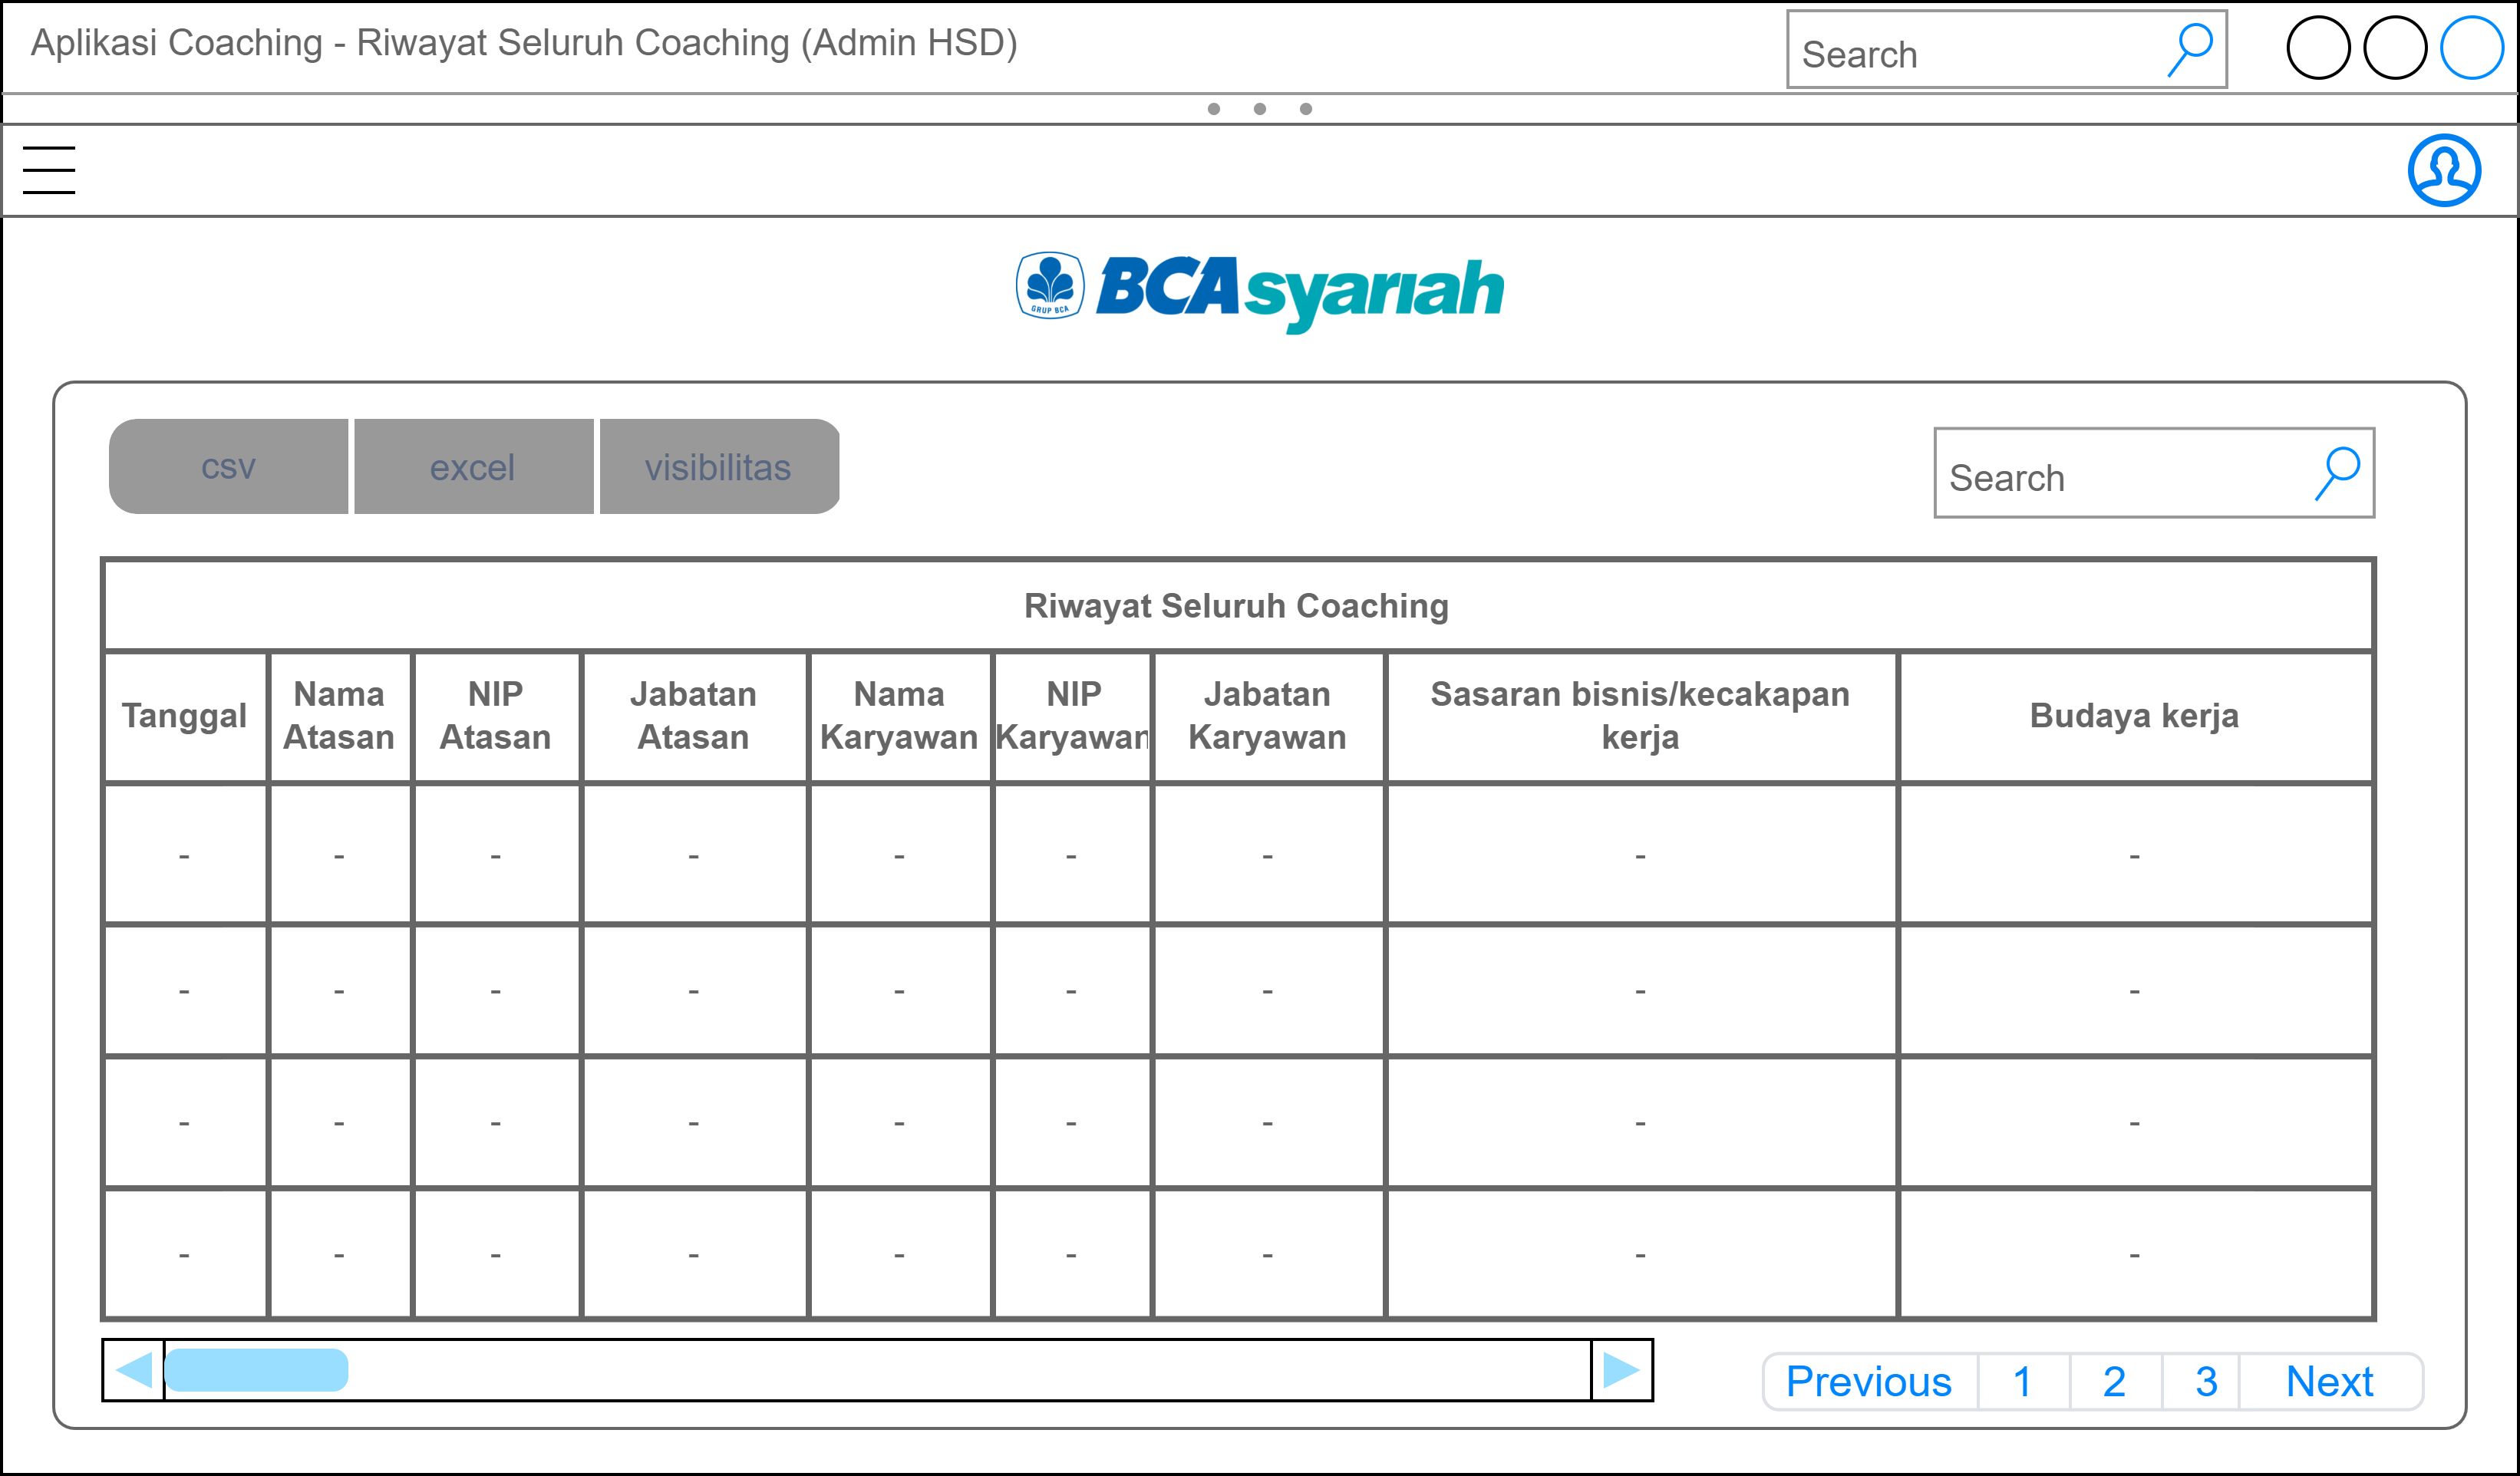 Aplikasi Coaching - Riwayat Seluruh Coaching (Admin HSD)
Search
GRUP BCA
BCAsyariah
csv
excel
visibilitas
Search
Riwayat Seluruh Coaching
Tanggal
Nama
Atasan
NIP
Atasan
Jabatan
Atasan
Nama
Karyawan
NIP
Karyawan
Jabatan
Karyawan
Sasaran bisnis/kecakapan
kerja
Budaya kerja
- - - - - - - - -
- - - - - - - - -
- - - - - - - - -
- - - - - - - - -
Previous 1 2 3 Next